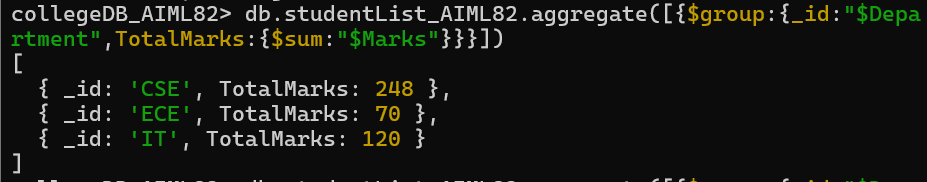 collegeDB_AIML82> db.studentList_AIML82.aggregate([{$group:{_id:"$Depa
rtment",TotalMarks:{$sum:"$Marks"}}}])
[
  { _id: 'CSE', TotalMarks: 248 },
  { _id: 'ECE', TotalMarks: 70 },
  { _id: 'IT', TotalMarks: 120 }
]